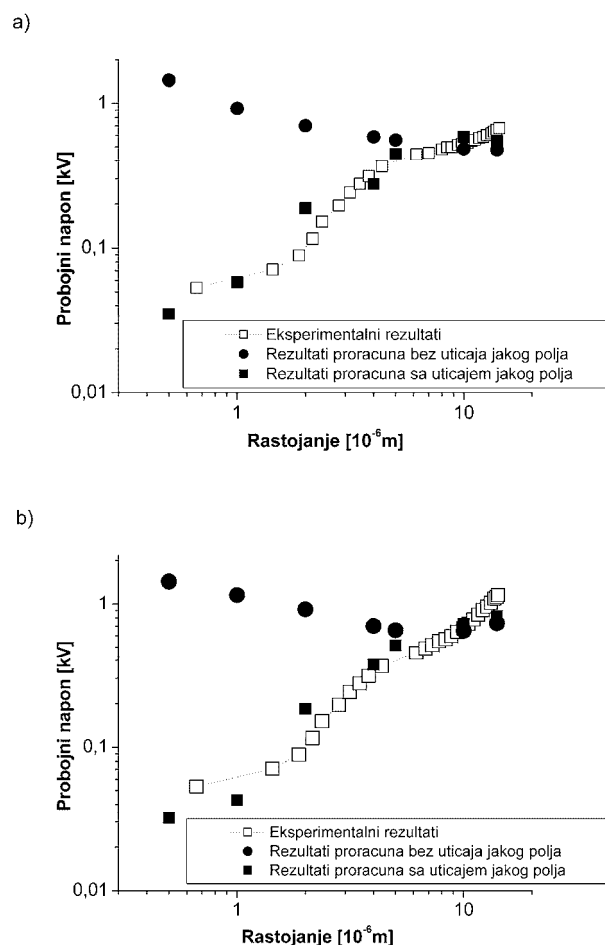 a)
Probojni napon [kV]
1
0,1
0,01
Eksperimentalni rezultati
Rezultati proracuna bez uticaja jakog polja
Rezultati proracuna sa uticajem jakog polja
1
10
Rastojanje [10⁻⁶m]
b)
Probojni napon [kV]
1
0,1
0,01
Eksperimentalni rezultati
Rezultati proracuna bez uticaja jakog polja
Rezultati proracuna sa uticajem jakog polja
1
10
Rastojanje [10⁻⁶m]